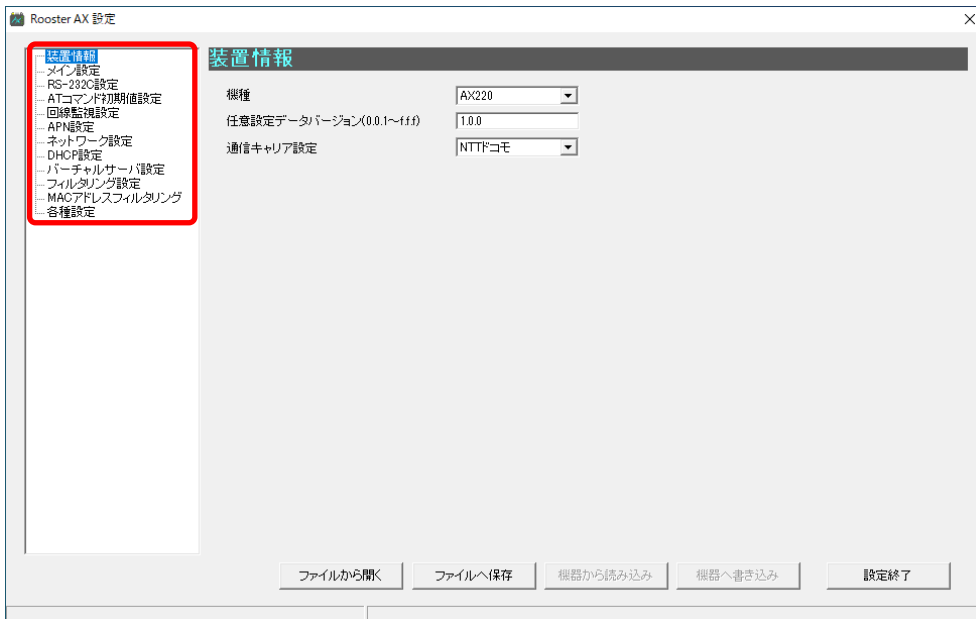 Rooster AX 設定
装置情報
メイン設定
RS-232C設定
ATコマンド初期値設定
回線監視設定
APN設定
ネットワーク設定
DHCP設定
バーチャルサーバ設定
フィルタリング設定
MACアドレスフィルタリング
各種設定
装置情報
機種 AX220
任意設定データバージョン(0.0.1～f.f.f) 1.0.0
通信キャリア設定 NTTドコモ
ファイルから開く ファイルへ保存 機器から読み込み 機器へ書き込み 設定終了